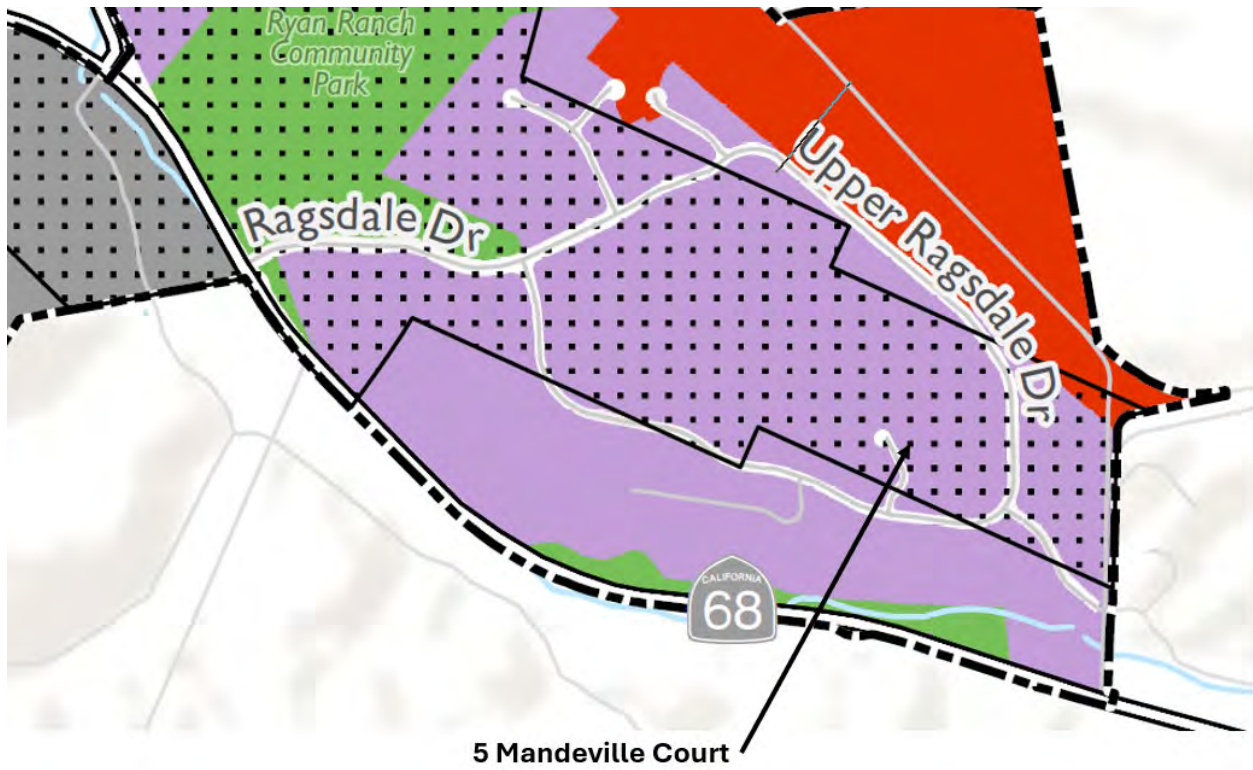 Ryan Ranch
Community
Park
Ragsdale Dr
Upper Ragsdale Dr
CALIFORNIA
68
5 Mandeville Court